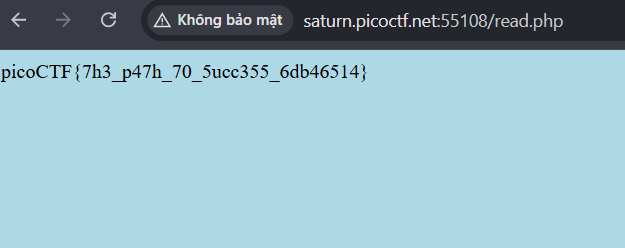 Không bảo mật saturn.picoctf.net:55108/read.php
picoCTF{7h3_p47h_70_5ucc355_6db46514}